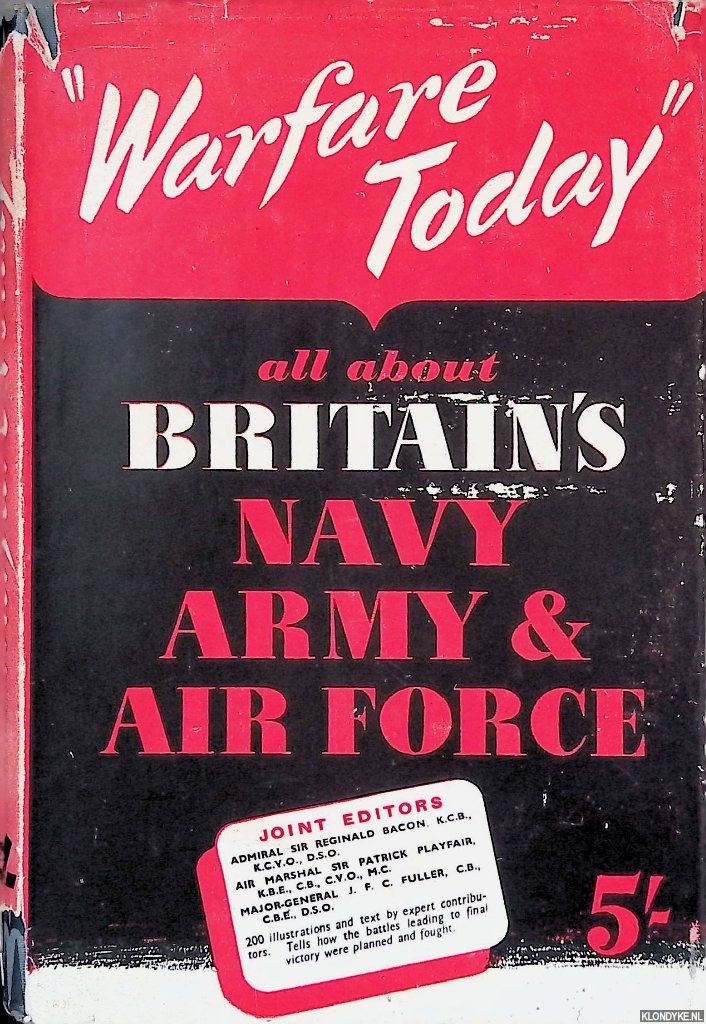 "Warfare
Today"
all about
BRITAIN'S
NAVY
ARMY &
AIR FORCE
JOINT EDITORS
ADMIRAL SIR REGINALD BACON, K.C.B.,
K.C.V.O., D.S.O.
AIR MARSHAL SIR PATRICK PLAYFAIR,
K.B.E., C.B., C.V.O., M.C.
MAJOR-GENERAL J. F. C. FULLER, C.B.,
C.B.E., D.S.O.
200 illustrations and text by expert contribu-
tors. Tells how the battles leading to final
victory were planned and fought.
5/-
KLONDYKE.NL